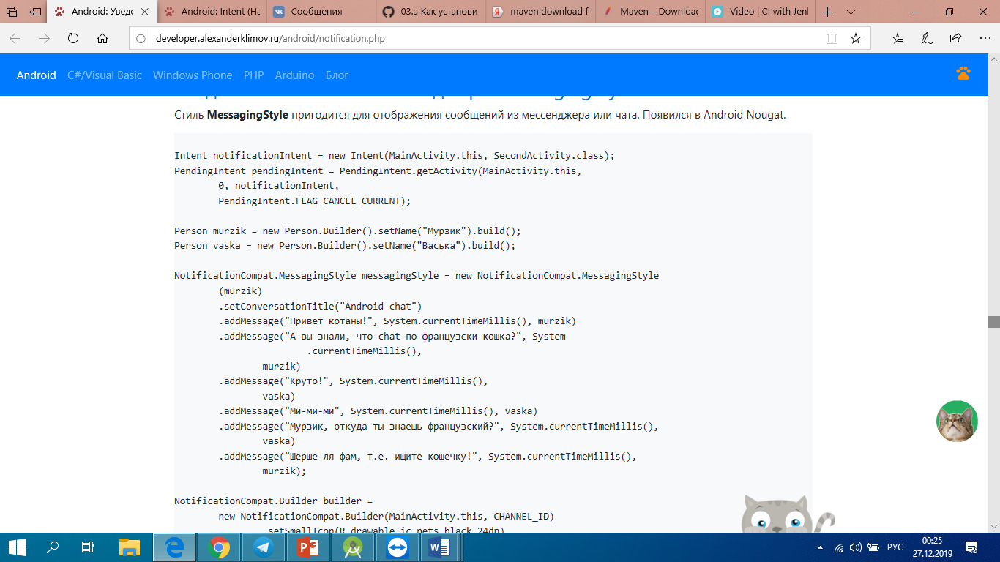 Android: Уведо
Android: Intent (На
Сообщения
03.а Как установит
maven download f
Maven – Downloac
Video | CI with Jenl
developer.alexanderklimov.ru/android/notification.php
Android C#/Visual Basic Windows Phone PHP Arduino Блог
Стиль MessagingStyle пригодится для отображения сообщений из мессенджера или чата. Появился в Android Nougat.
Intent notificationIntent = new Intent(MainActivity.this, SecondActivity.class);
PendingIntent pendingIntent = PendingIntent.getActivity(MainActivity.this,
0, notificationIntent,
PendingIntent.FLAG_CANCEL_CURRENT);
Person murzik = new Person.Builder().setName("Мурзик").build();
Person vaska = new Person.Builder().setName("Васька").build();
NotificationCompat.MessagingStyle messagingStyle = new NotificationCompat.MessagingStyle
(murzik)
.setConversationTitle("Android chat")
.addMessage("Привет котаны!", System.currentTimeMillis(), murzik)
.addMessage("А вы знали, что chat по-французски кошка?", System
.currentTimeMillis(),
murzik)
.addMessage("Круто!", System.currentTimeMillis(),
vaska)
.addMessage("Ми-ми-ми", System.currentTimeMillis(), vaska)
.addMessage("Мурзик, откуда ты знаешь французский?", System.currentTimeMillis(),
vaska)
.addMessage("Шерше ля фам, т.е. ищите кошечку!", System.currentTimeMillis(),
murzik);
NotificationCompat.Builder builder =
new NotificationCompat.Builder(MainActivity.this, CHANNEL_ID)
.setSmallIcon(R.drawable.ic_pets_black_24dp)
РУС
00:25
27.12.2019